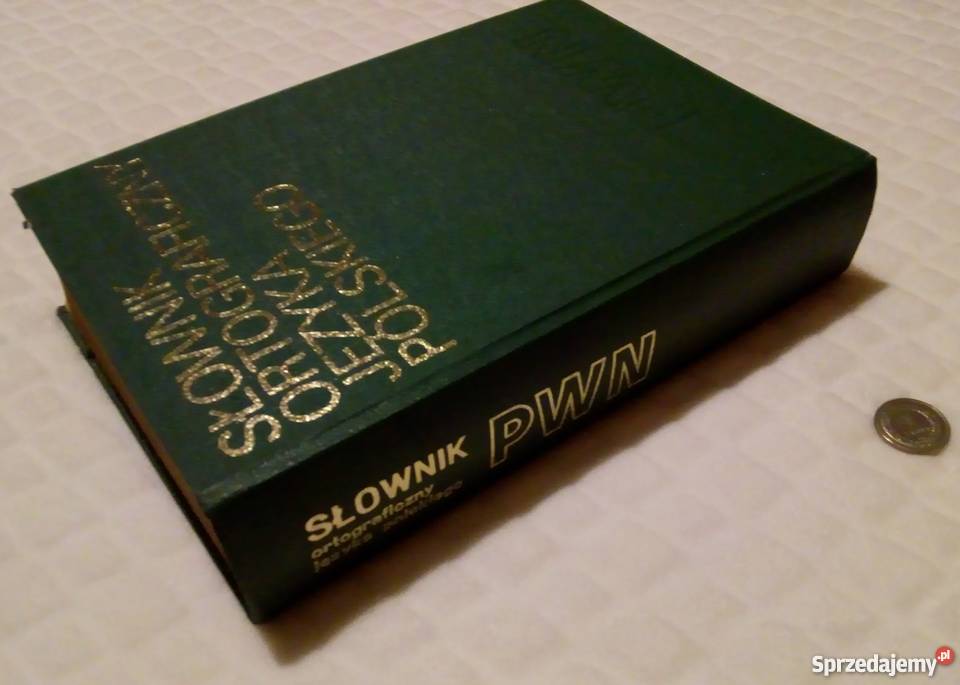 SŁOWNIK
ORTOGRAFICZNY
JĘZYKA
POLSKIEGO
SŁOWNIK
ortograficzny
języka polskiego
PWN
Sprzedajemy.pl